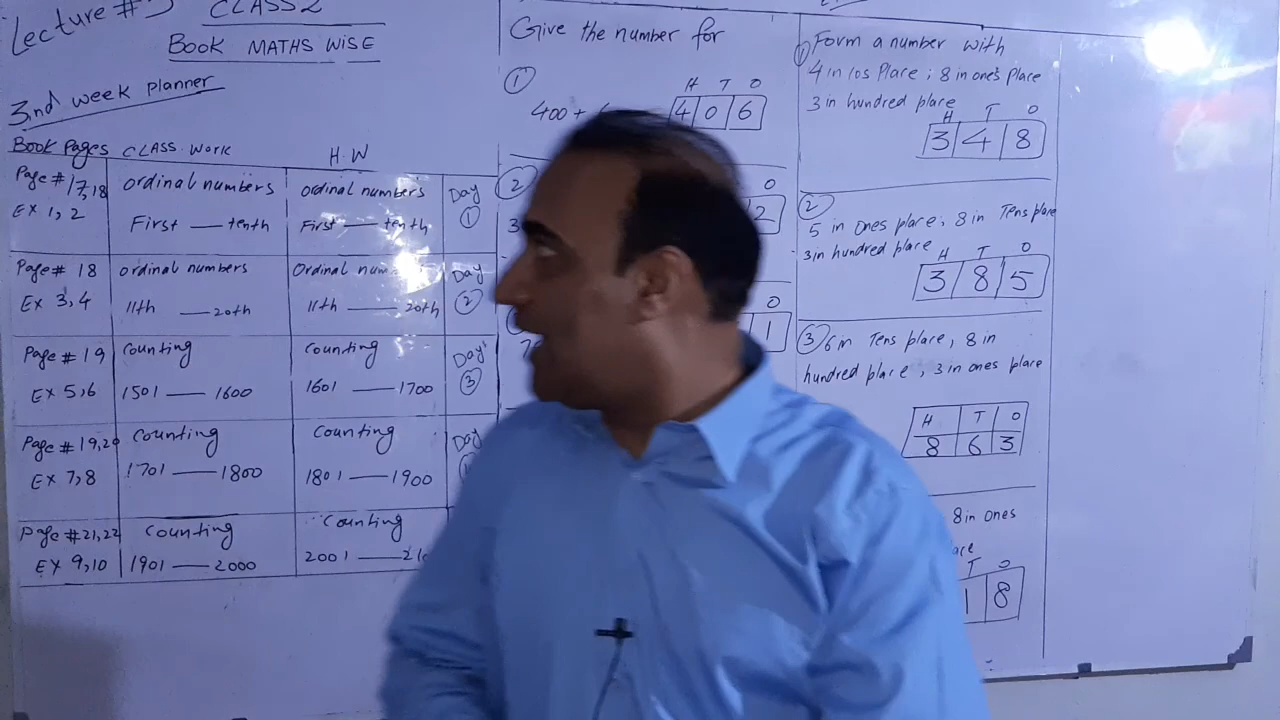 Lecture #
CLASS 2
Book MATHS WISE
3nd week planner
Book Pages CLASS WORK H.W
Page # 17,18
EX 1, 2
ordinal numbers
First — tenth
ordinal numbers
First — tenth
Day
1
Page # 18
EX 3,4
ordinal numbers
11th — 20th
Ordinal
11th — 20th
Day
2
Page # 19
EX 5,6
Counting
1501 — 1600
Counting
1601 — 1700
Day
3
Page # 19,20
EX 7,8
Counting
1701 — 1800
Counting
1801 — 1900
Day
Page #21,22
EX 9,10
Counting
1901 — 2000
Counting
2001 —
Give the number for
1
H T O
400 +
4 0 6
2
O
2
O
1
1 Form a number with
4 in 10s Place; 8 in one's Place
3 in hundred place
H T O
3 4 8
2
5 in ones place; 8 in Tens place
3 in hundred place
H T O
3 8 5
3 6 in Tens place, 8 in
hundred place, 3 in ones place
H T O
8 6 3
8 in ones
T O
1 8